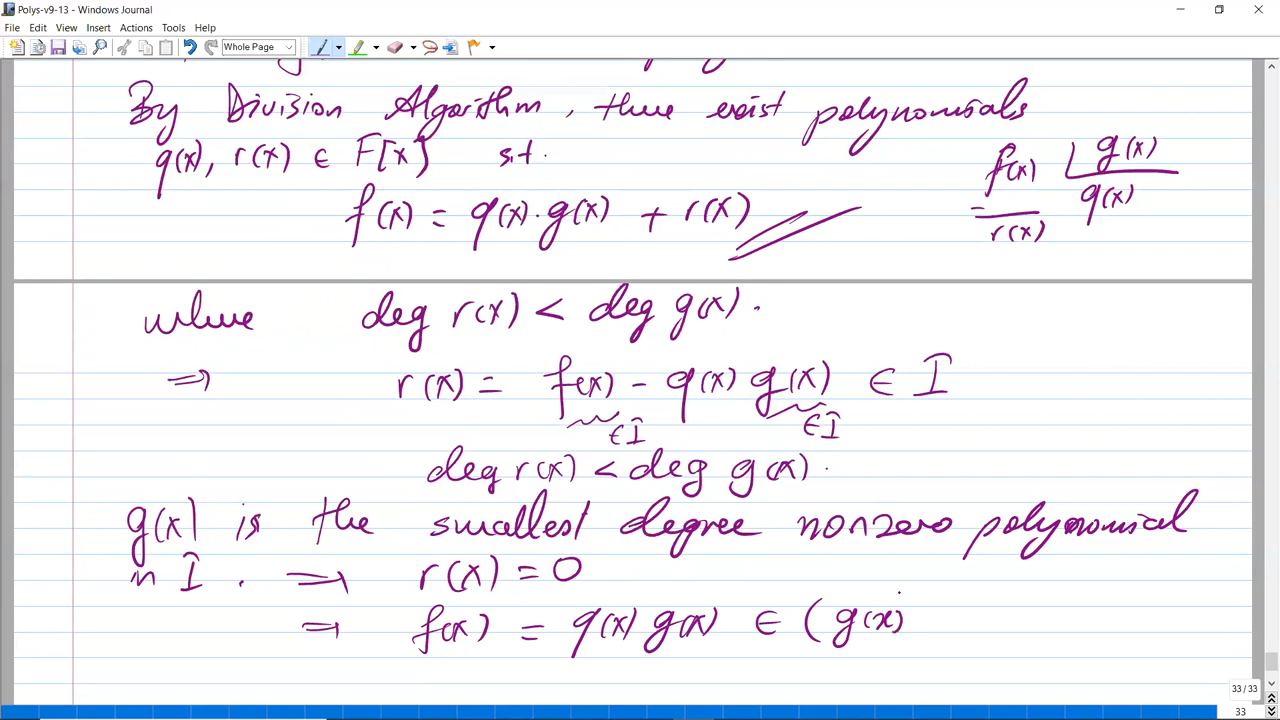 Polys-v9-13 - Windows Journal
File Edit View Insert Actions Tools Help
Whole Page
By Division Algorithm, there exist polynomials
q(x), r(x) ∈ F[x] s.t.
f(x) = q(x)·g(x) + r(x)
f(x) g(x)
q(x)
r(x)
where deg r(x) < deg g(x).
⇒ r(x) = f(x) - q(x) g(x) ∈ I
∈I ∈I
deg r(x) < deg g(x).
g(x) is the smallest degree nonzero polynomial
in I. ⇒ r(x) = 0
⇒ f(x) = q(x) g(x) ∈ (g(x)
33 / 33
33